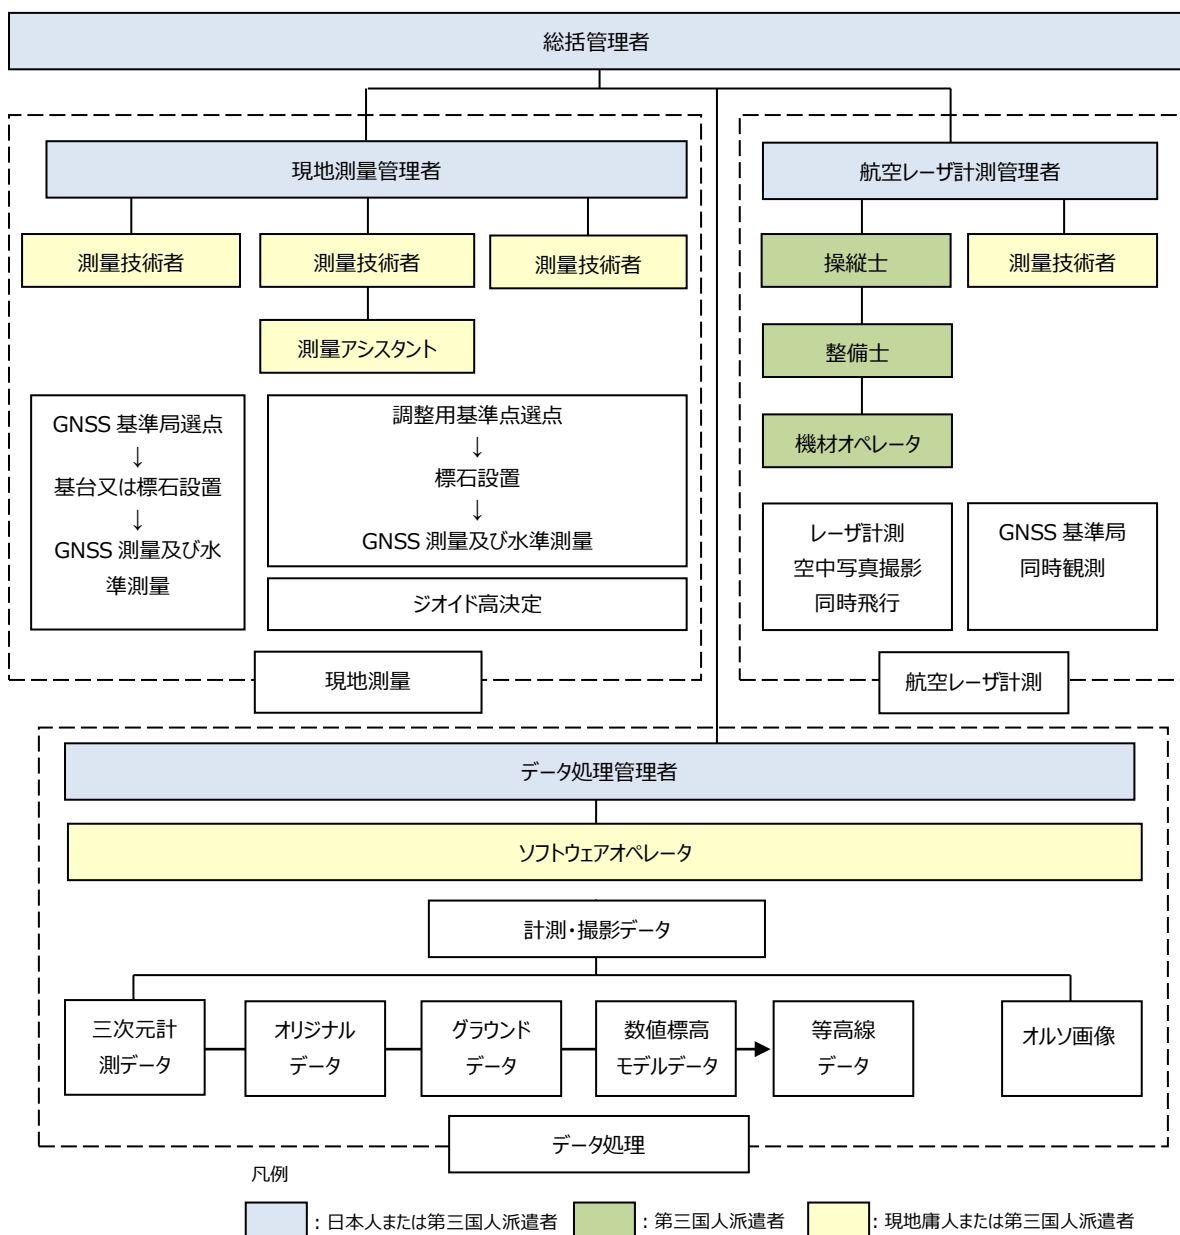 総括管理者
現地測量管理者
測量技術者
測量技術者
測量技術者
測量アシスタント
GNSS 基準局選点
↓
基台又は標石設置
↓
GNSS 測量及び水
準測量
調整用基準点選点
↓
標石設置
↓
GNSS 測量及び水準測量
ジオイド高決定
現地測量
航空レーザ計測管理者
操縦士
測量技術者
整備士
機材オペレータ
レーザ計測
空中写真撮影
同時飛行
GNSS 基準局
同時観測
航空レーザ計測
データ処理管理者
ソフトウェアオペレータ
計測・撮影データ
三次元計
測データ
オリジナル
データ
グラウンド
データ
数値標高
モデルデータ
等高線
データ
オルソ画像
データ処理
凡例
: 日本人または第三国人派遣者
: 第三国人派遣者
: 現地傭人または第三国人派遣者